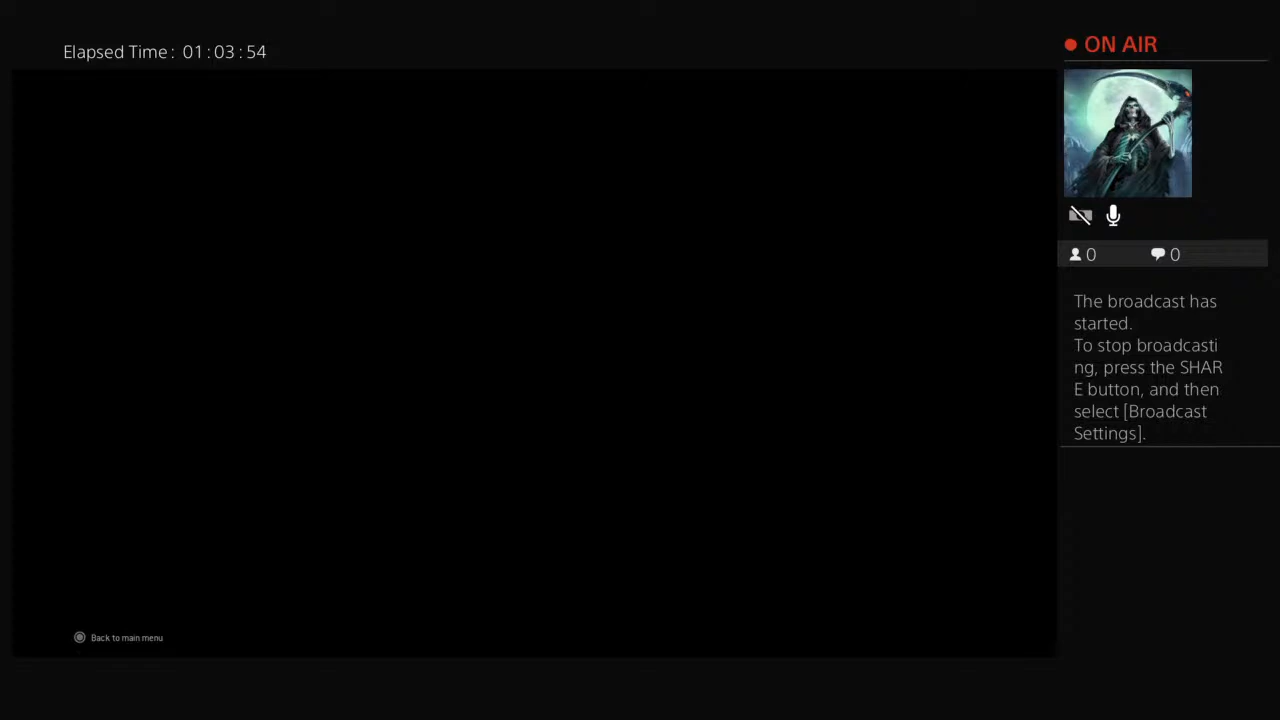 Elapsed Time: 01:03:54
ON AIR
0 0
The broadcast has
started.
To stop broadcasti
ng, press the SHAR
E button, and then
select [Broadcast
Settings].
Back to main menu